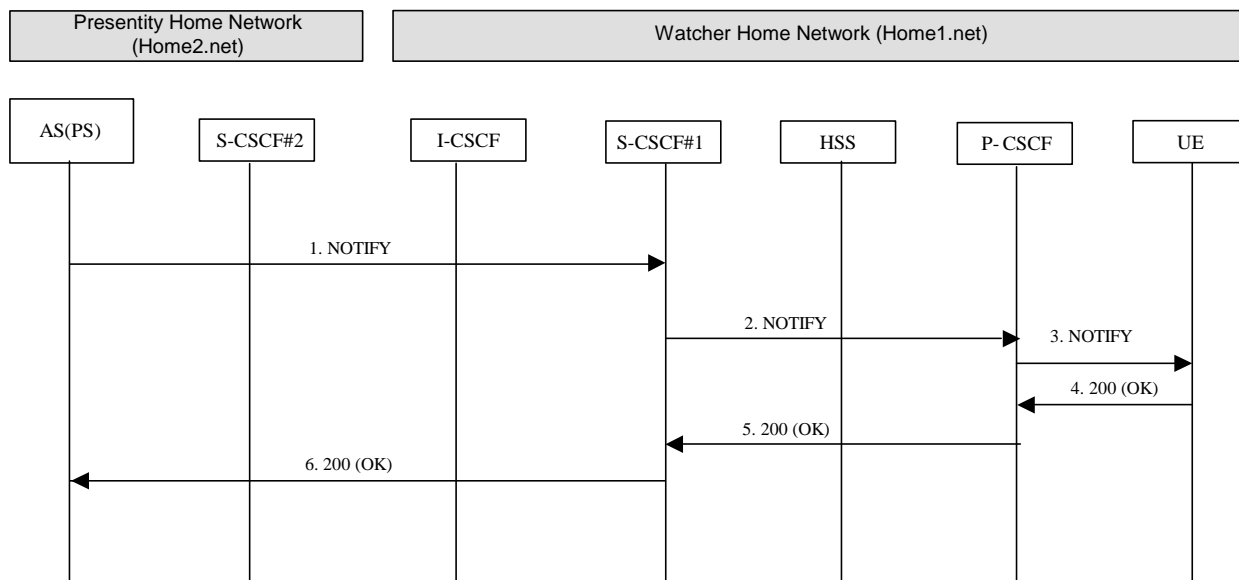 Presentity Home Network
(Home2.net)
Watcher Home Network (Home1.net)
AS(PS)
S-CSCF#2
I-CSCF
S-CSCF#1
HSS
P- CSCF
UE
1. NOTIFY
2. NOTIFY
3. NOTIFY
4. 200 (OK)
5. 200 (OK)
6. 200 (OK)